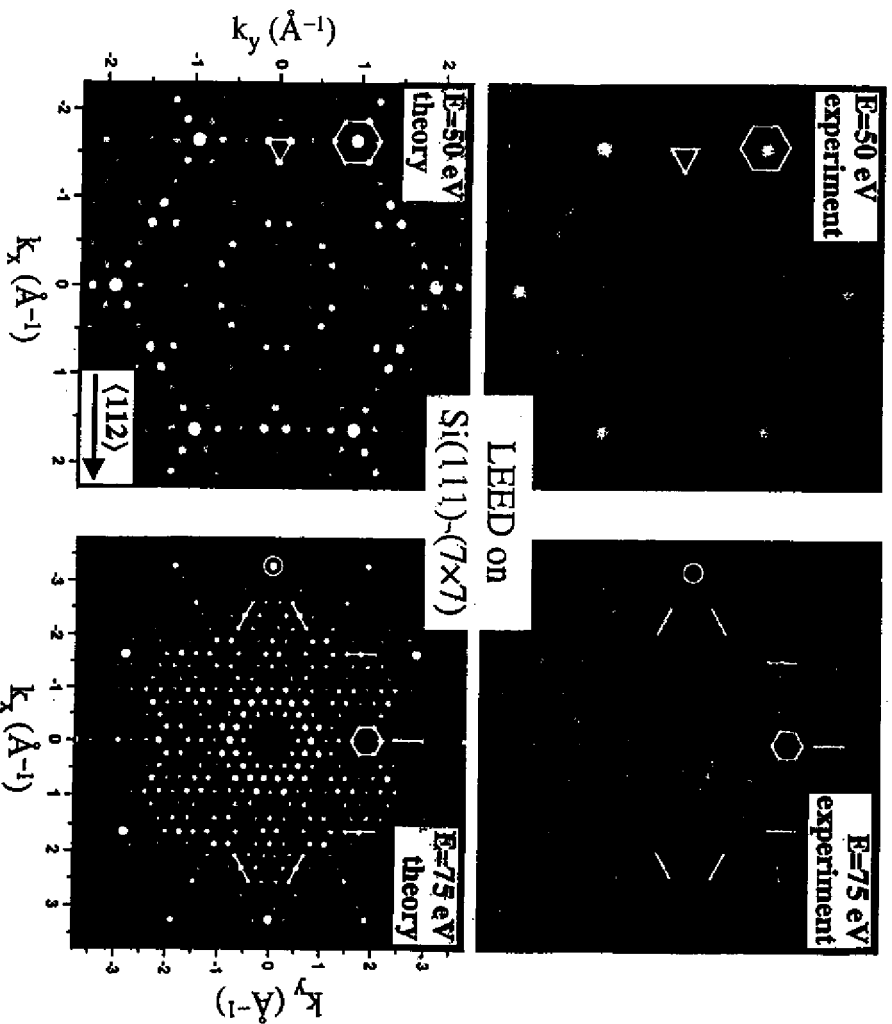 E=50 eV
experiment
E=75 eV
experiment
LEED on
Si(111)-(7×7)
E=50 eV
theory
E=75 eV
theory
⟨112⟩
2
1
0
-1
-2
k_y (Å⁻¹)
3
2
1
0
-1
-2
-3
k_y (Å⁻¹)
-2 -1 0 1 2
-3 -2 -1 0 1 2 3
k_x (Å⁻¹)
k_x (Å⁻¹)